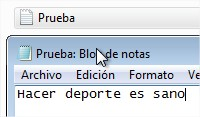 Prueba
Prueba: Bloc de notas
Archivo Edición Formato
Hacer deporte es sano